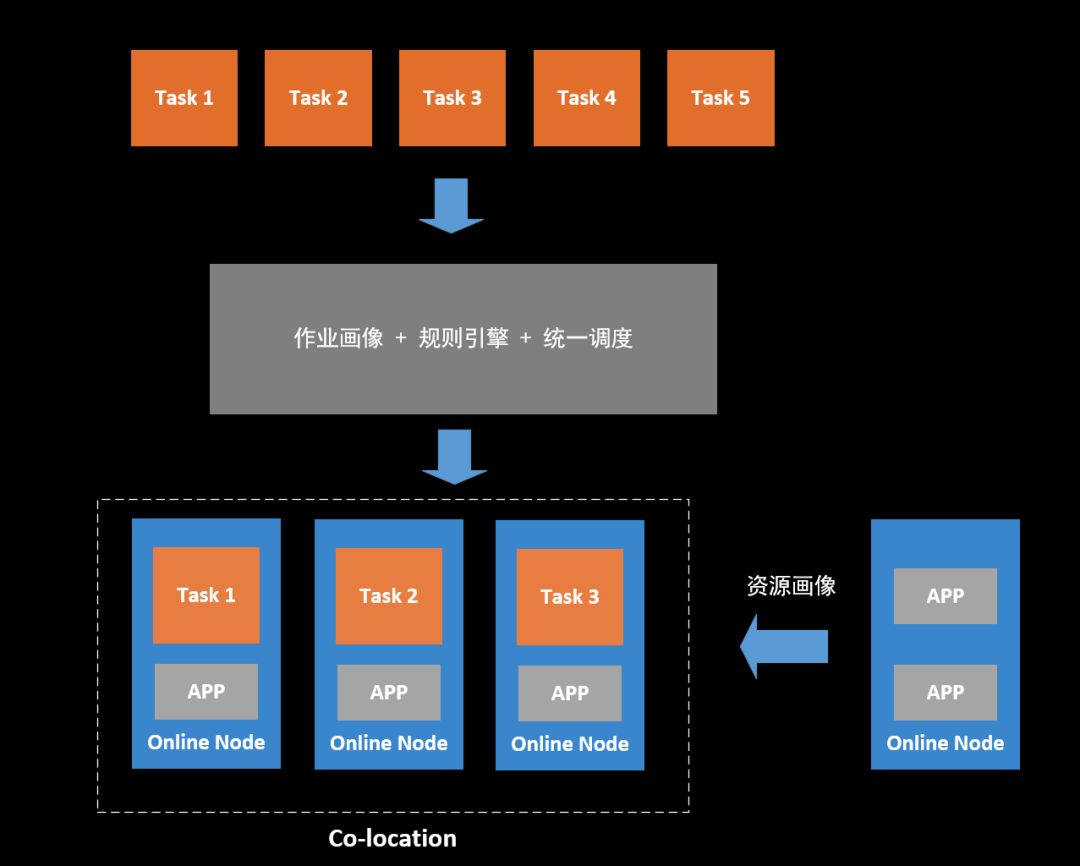 Task 1
Task 2
Task 3
Task 4
Task 5
作业画像 + 规则引擎 + 统一调度
Task 1
APP
Online Node
Task 2
APP
Online Node
Task 3
APP
Online Node
资源画像
APP
APP
Online Node
Co-location